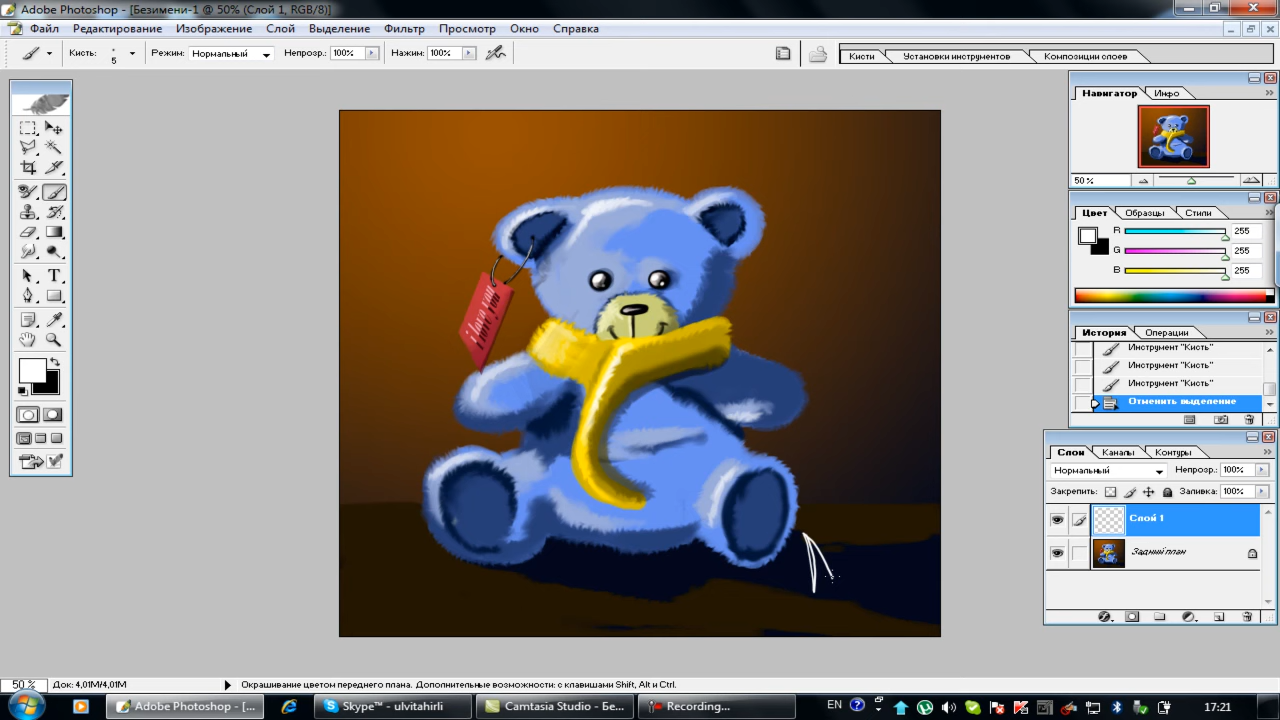 Adobe Photoshop - [Безимени-1 @ 50% (Слой 1, RGB/8)]
Файл Редактирование Изображение Слой Выделение Фильтр Просмотр Окно Справка
Кисть: 5 Режим: Нормальный Непрозр.: 100% Нажим: 100%
Кисти Установки инструментов Композиции слоев
Навигатор Инфо
50 %
Цвет Образцы Стили
R 255
G 255
B 255
История Операции
Инструмент "Кисть"
Инструмент "Кисть"
Инструмент "Кисть"
Отменить выделение
Слои Каналы Контуры
Нормальный Непрозр.: 100%
Закрепить: Заливка: 100%
Слой 1
Задний план
i love you
i love you
50 % Док: 4,01M/4,01M Окрашивание цветом переднего плана. Дополнительные возможности: с клавишами Shift, Alt и Ctrl.
Adobe Photoshop - [... Skype™ - ulvitahirli Camtasia Studio - Бе... Recording... EN 17:21